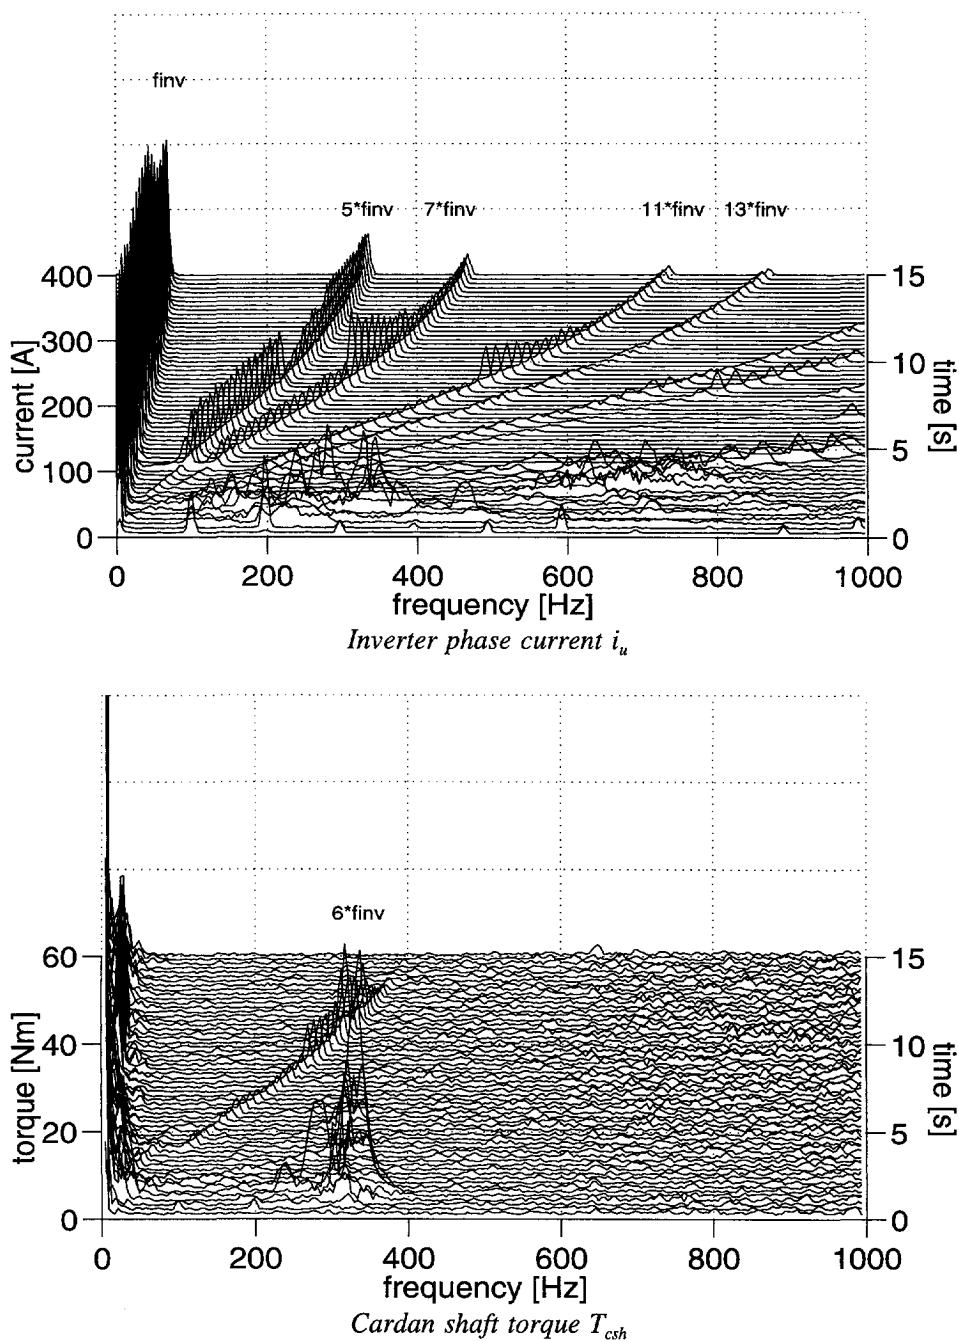 finv
5*finv 7*finv 11*finv 13*finv
400 15
300
current [A] 10 time [s]
200
5
100
0 0
0 200 400 600 800 1000
frequency [Hz]
Inverter phase current i_u
6*finv
60 15
40 10
torque [Nm] time [s]
20 5
0 0
0 200 400 600 800 1000
frequency [Hz]
Cardan shaft torque T_csh